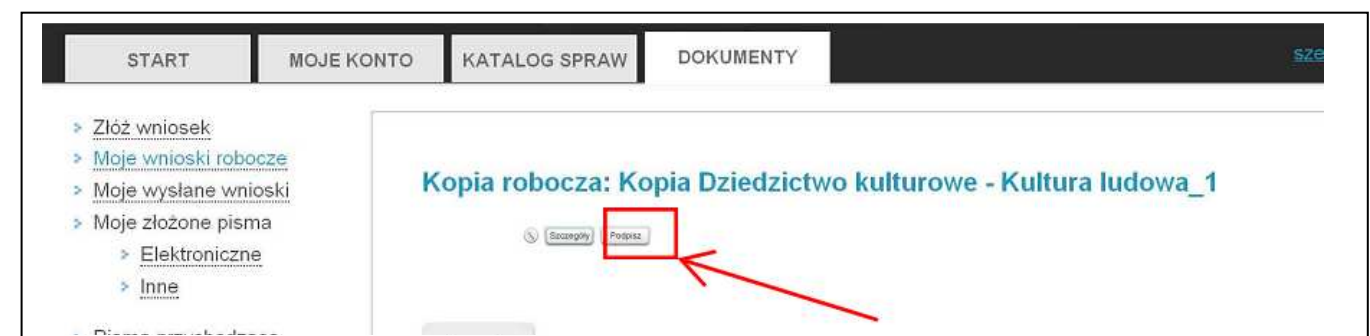 START MOJE KONTO KATALOG SPRAW DOKUMENTY
Złóż wniosek
Moje wnioski robocze
Moje wysłane wnioski
Moje złożone pisma
Elektroniczne
Inne
Kopia robocza: Kopia Dziedzictwo kulturowe - Kultura ludowa_1
Szczegóły Podpisz